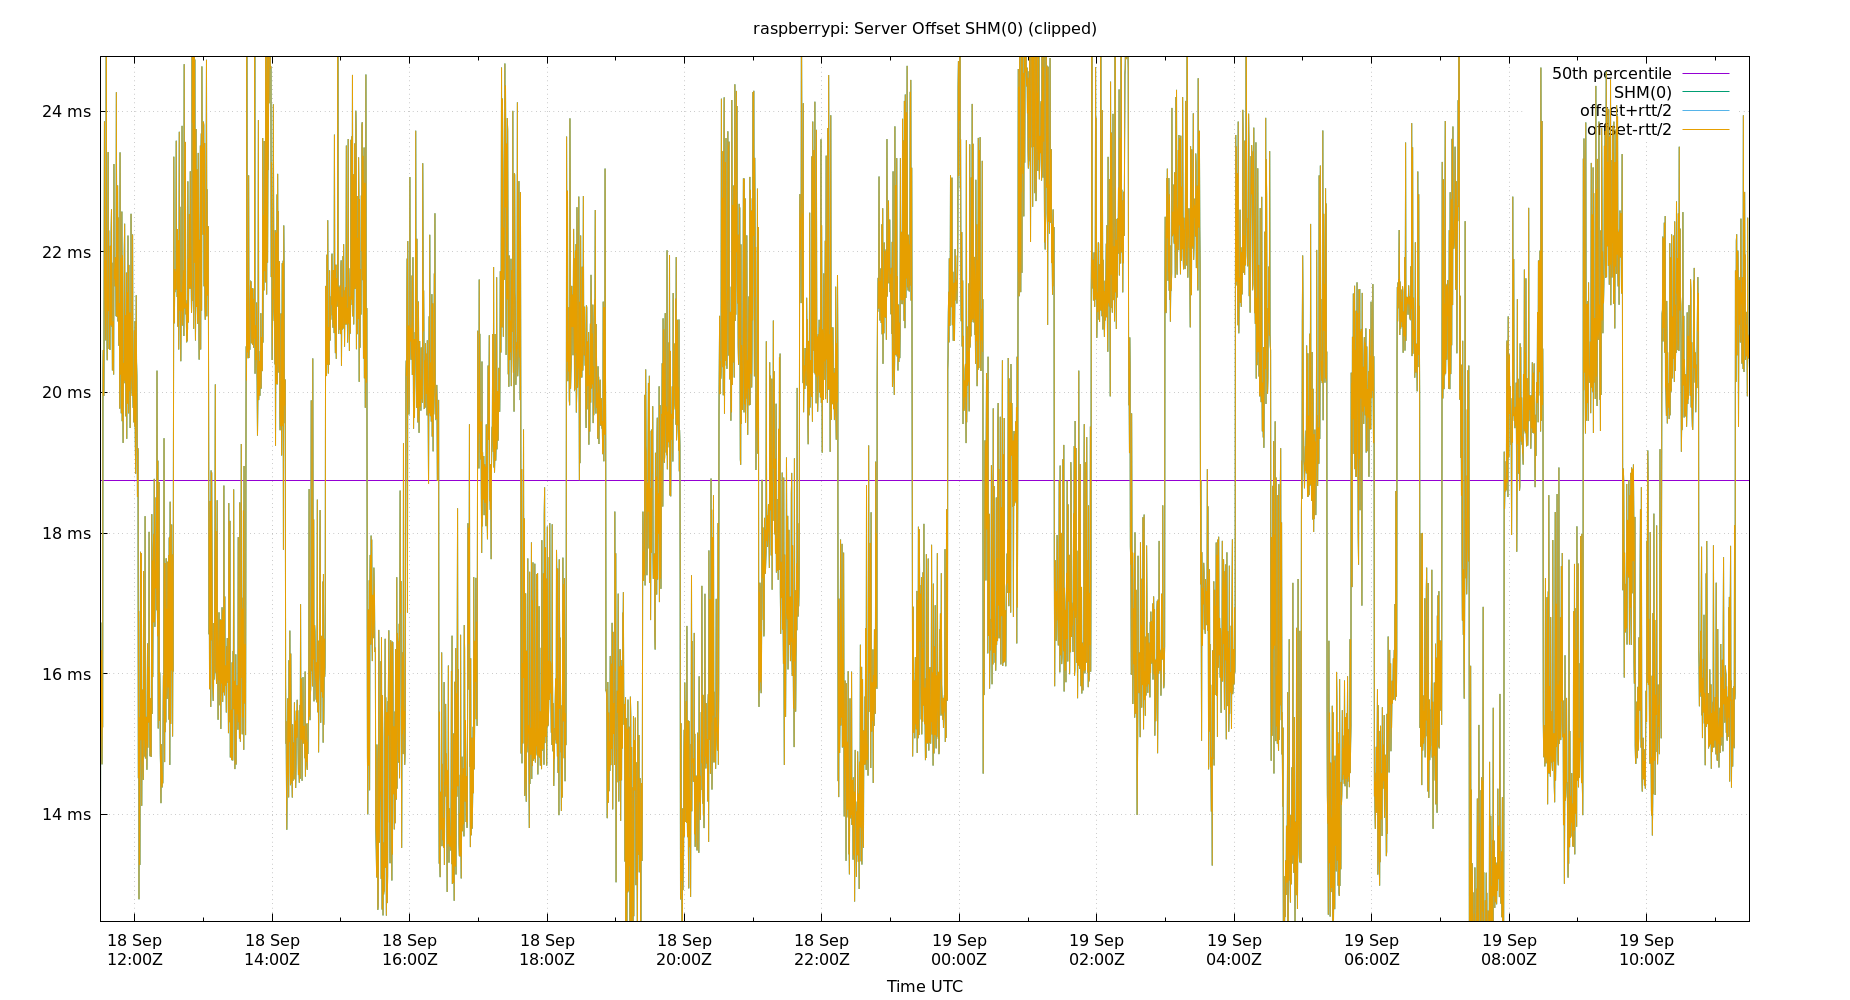 raspberrypi: Server Offset SHM(0) (clipped)
50th percentile
SHM(0)
offset+rtt/2
offset-rtt/2
24 ms
22 ms
20 ms
18 ms
16 ms
14 ms
18 Sep 18 Sep 18 Sep 18 Sep 18 Sep 18 Sep 19 Sep 19 Sep 19 Sep 19 Sep 19 Sep 19 Sep
12:00Z 14:00Z 16:00Z 18:00Z 20:00Z 22:00Z 00:00Z 02:00Z 04:00Z 06:00Z 08:00Z 10:00Z
Time UTC